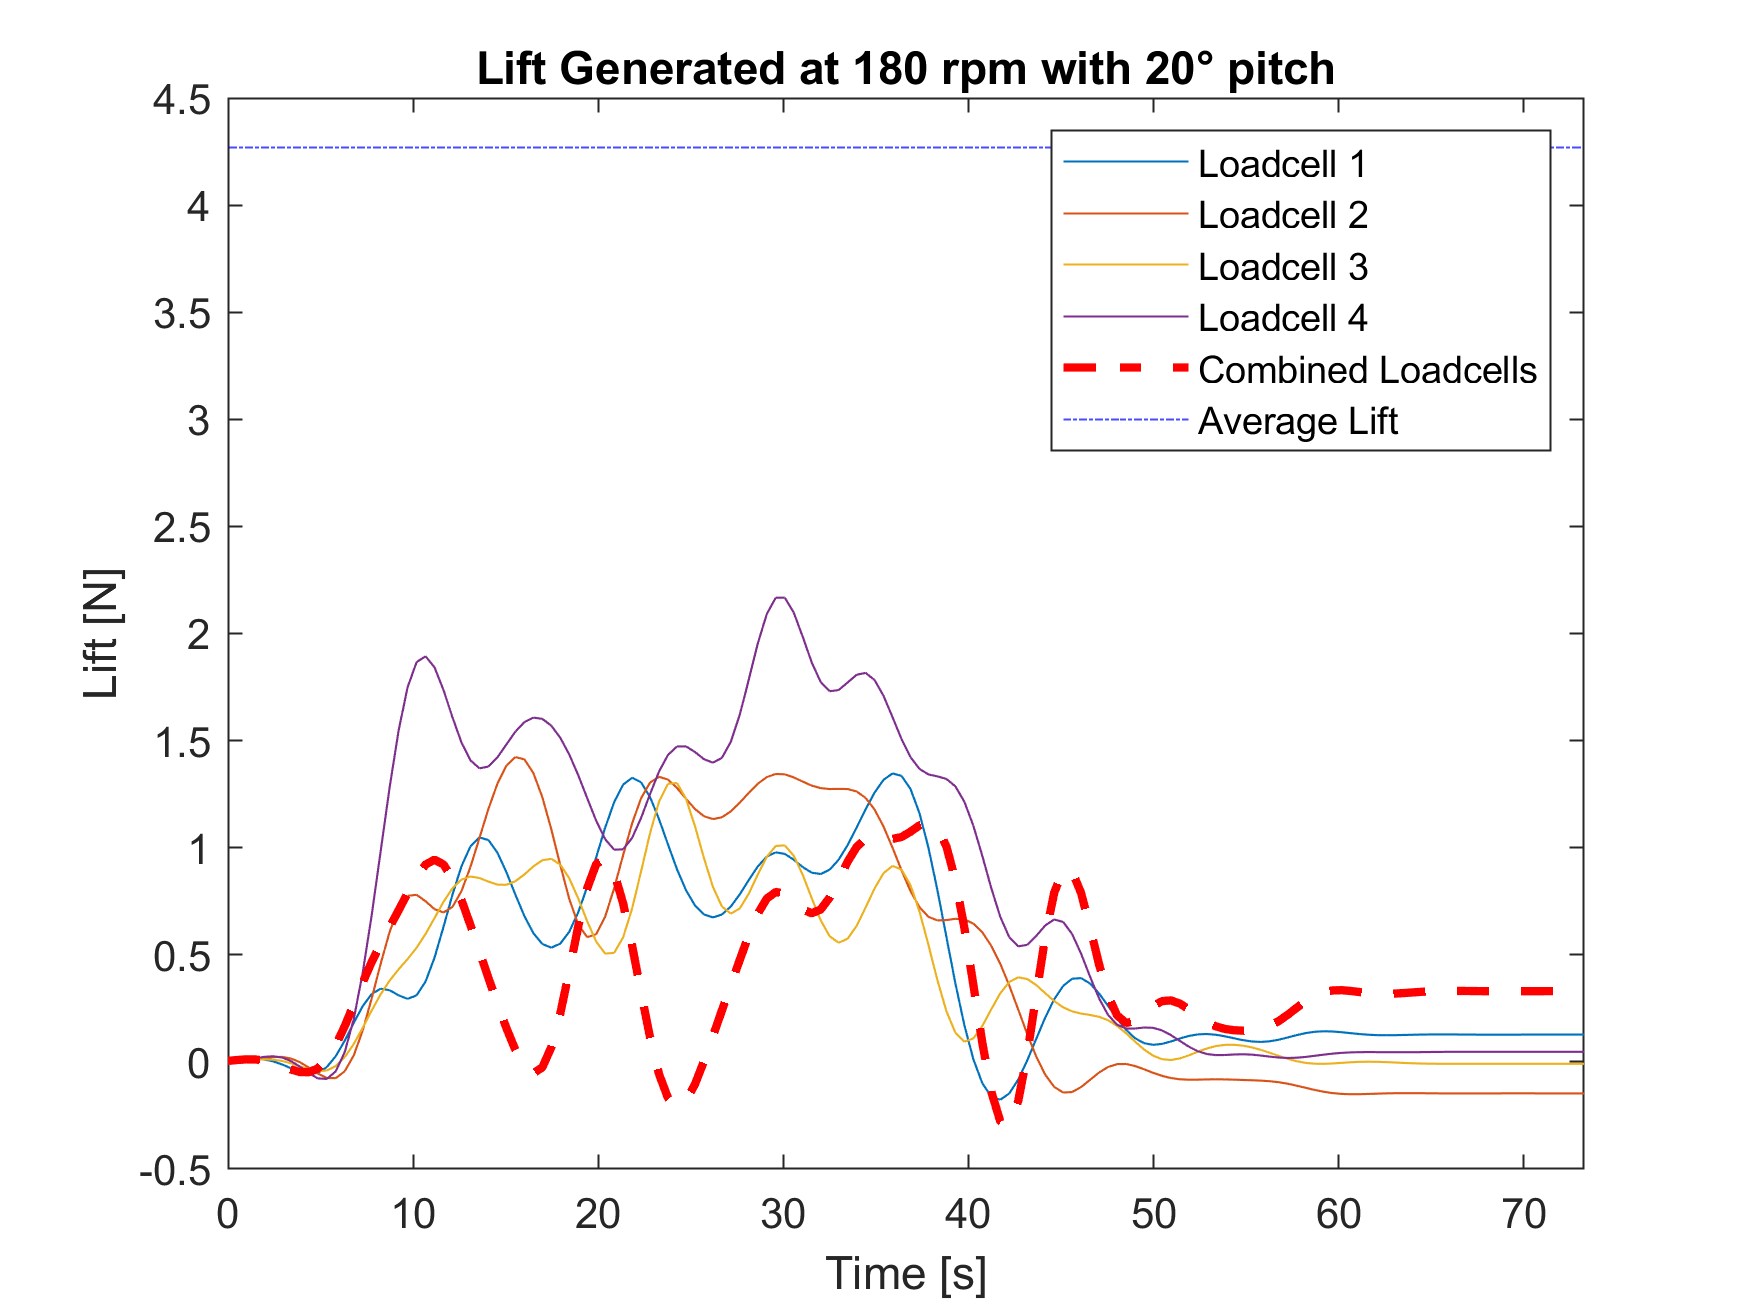 Lift Generated at 180 rpm with 20° pitch
4.5
4
3.5
3
2.5
2
1.5
1
0.5
0
-0.5
Lift [N]
Loadcell 1
Loadcell 2
Loadcell 3
Loadcell 4
Combined Loadcells
Average Lift
0 10 20 30 40 50 60 70
Time [s]